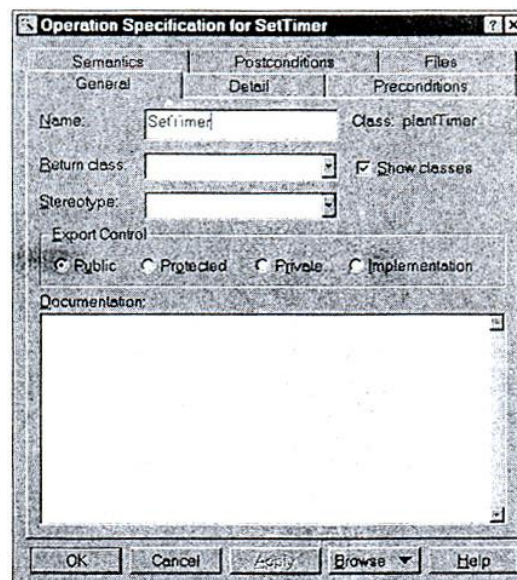 Operation Specification for SetTimer
Semantics Postconditions Files
General Detail Preconditions
Name: SetTimer Class: plantTimer
Return class: Show classes
Stereotype:
Export Control
Public Protected Private Implementation
Documentation:
OK Cancel Apply Browse Help